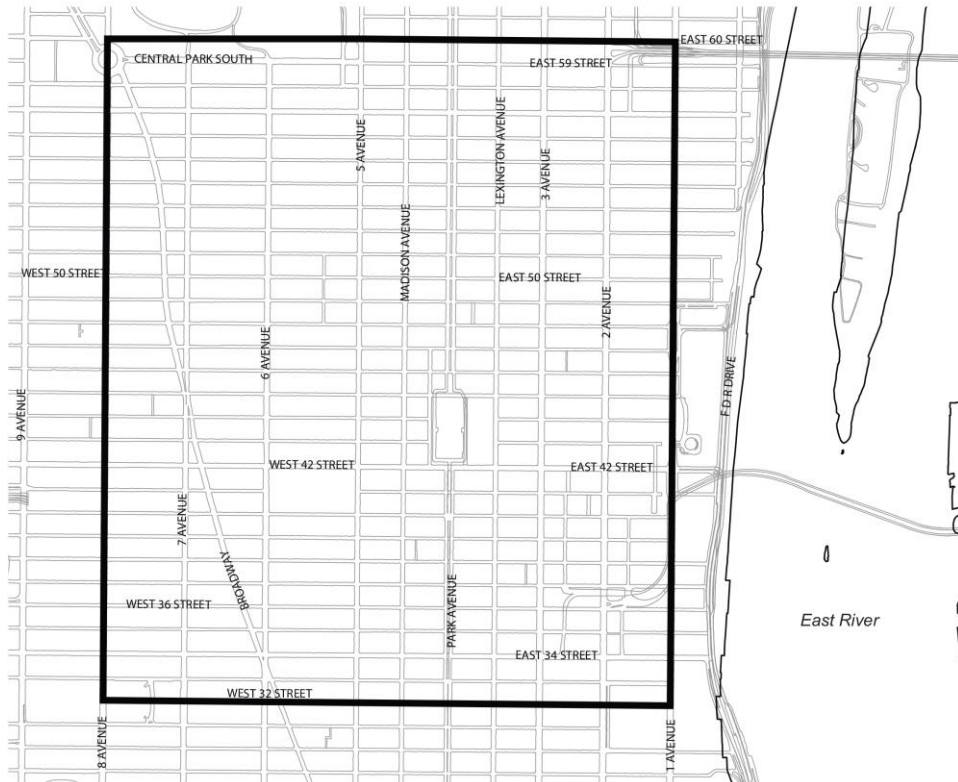 EAST 60 STREET
CENTRAL PARK SOUTH
EAST 59 STREET
5 AVENUE
LEXINGTON AVENUE
3 AVENUE
MADISON AVENUE
WEST 50 STREET
EAST 50 STREET
2 AVENUE
6 AVENUE
F D R DRIVE
9 AVENUE
WEST 42 STREET
EAST 42 STREET
7 AVENUE
BROADWAY
WEST 36 STREET
PARK AVENUE
East River
EAST 34 STREET
WEST 32 STREET
8 AVENUE
1 AVENUE